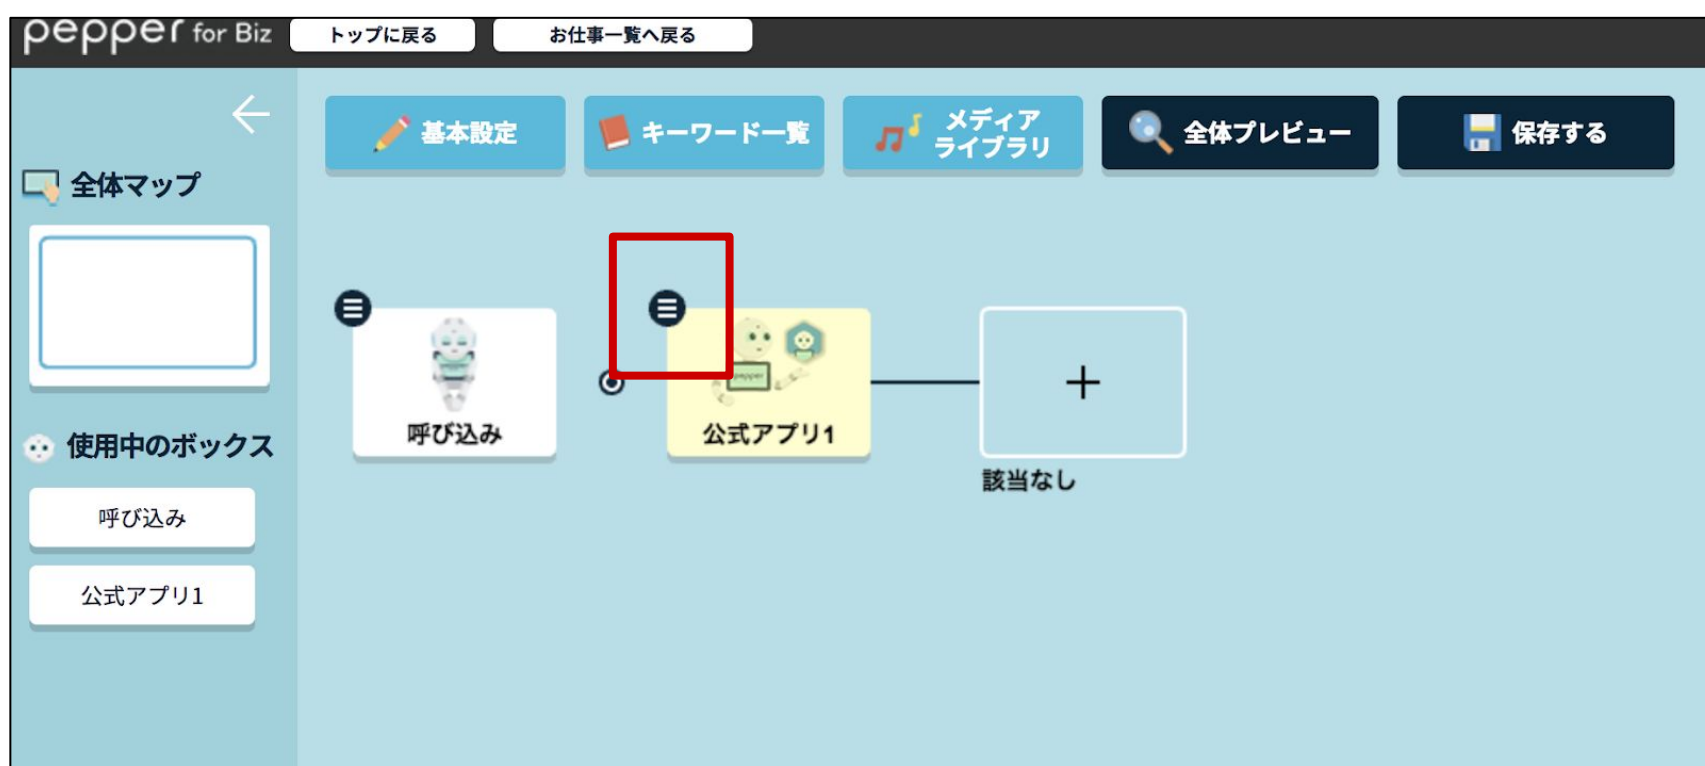 pepper for Biz
トップに戻る
お仕事一覧へ戻る
基本設定
キーワード一覧
メディア
ライブラリ
全体プレビュー
保存する
全体マップ
使用中のボックス
呼び込み
公式アプリ1
呼び込み
pepper
公式アプリ1
+
該当なし